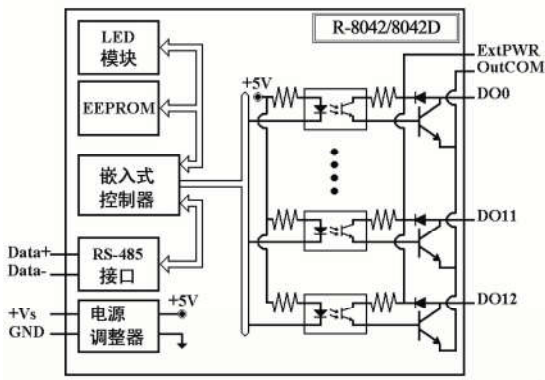 R-8042/8042D
LED
模块
EEPROM
嵌入式
控制器
RS-485
接口
电源
调整器
Data+
Data-
+Vs
GND
+5V
+5V
ExtPWR
OutCOM
DO0
DO11
DO12